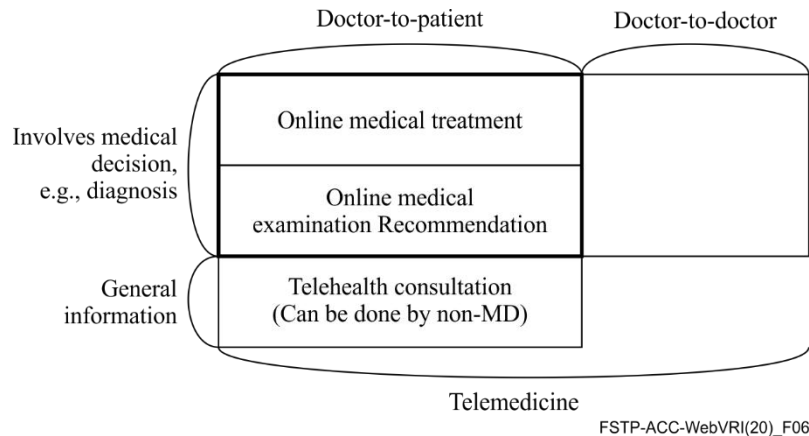 Doctor-to-patient
Doctor-to-doctor
Involves medical
decision,
e.g., diagnosis
Online medical treatment
Online medical
examination Recommendation
General
information
Telehealth consultation
(Can be done by non-MD)
Telemedicine
FSTP-ACC-WebVRI(20)_F06